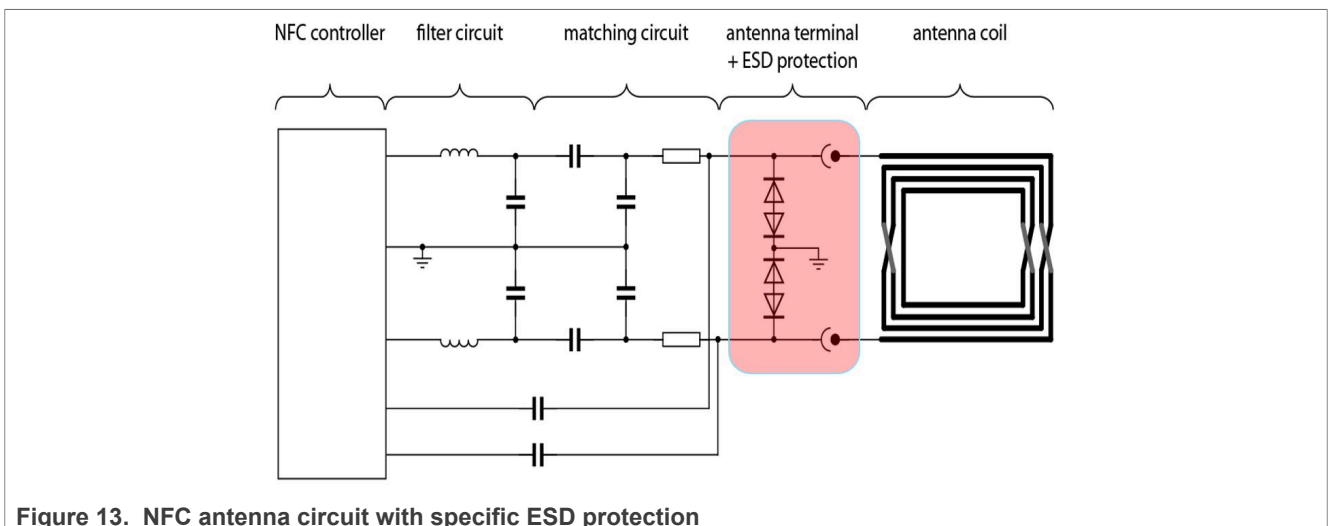 NFC controller filter circuit matching circuit antenna terminal antenna coil
+ ESD protection
Figure 13. NFC antenna circuit with specific ESD protection